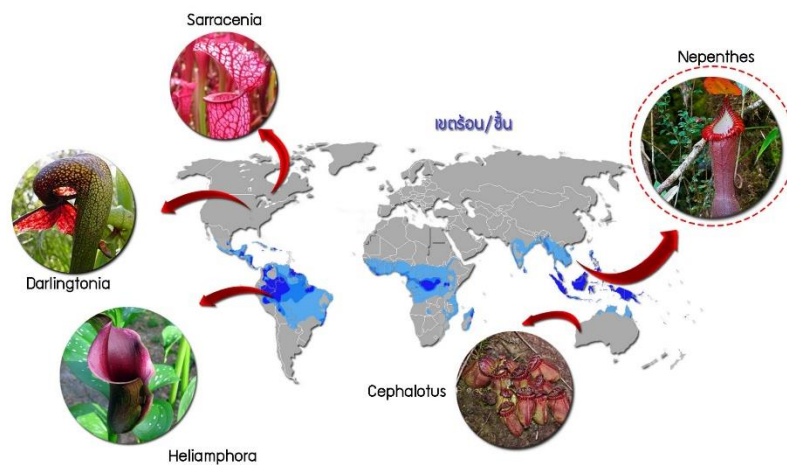 Sarracenia
Nepenthes
เขตร้อน/ชื้น
Darlingtonia
Cephalotus
Heliamphora